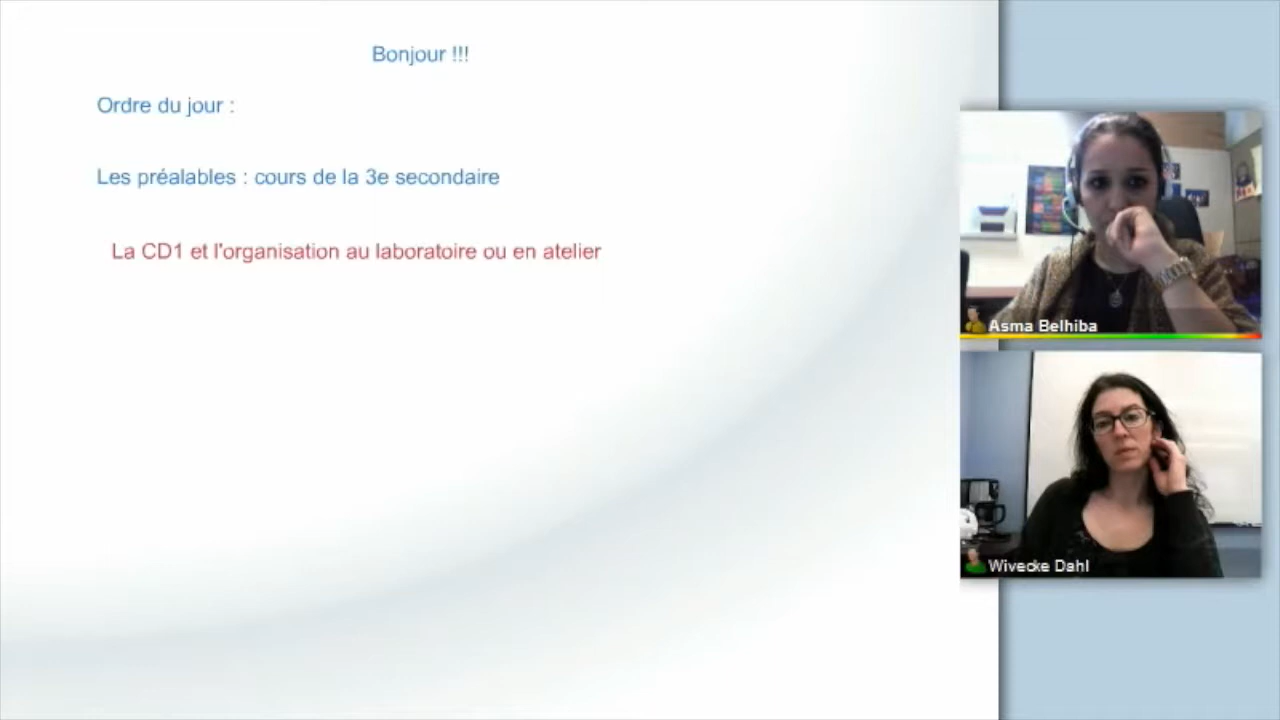 Bonjour !!!
Ordre du jour :
Les préalables : cours de la 3e secondaire
La CD1 et l'organisation au laboratoire ou en atelier
Asma Belhiba
Wivecke Dahl